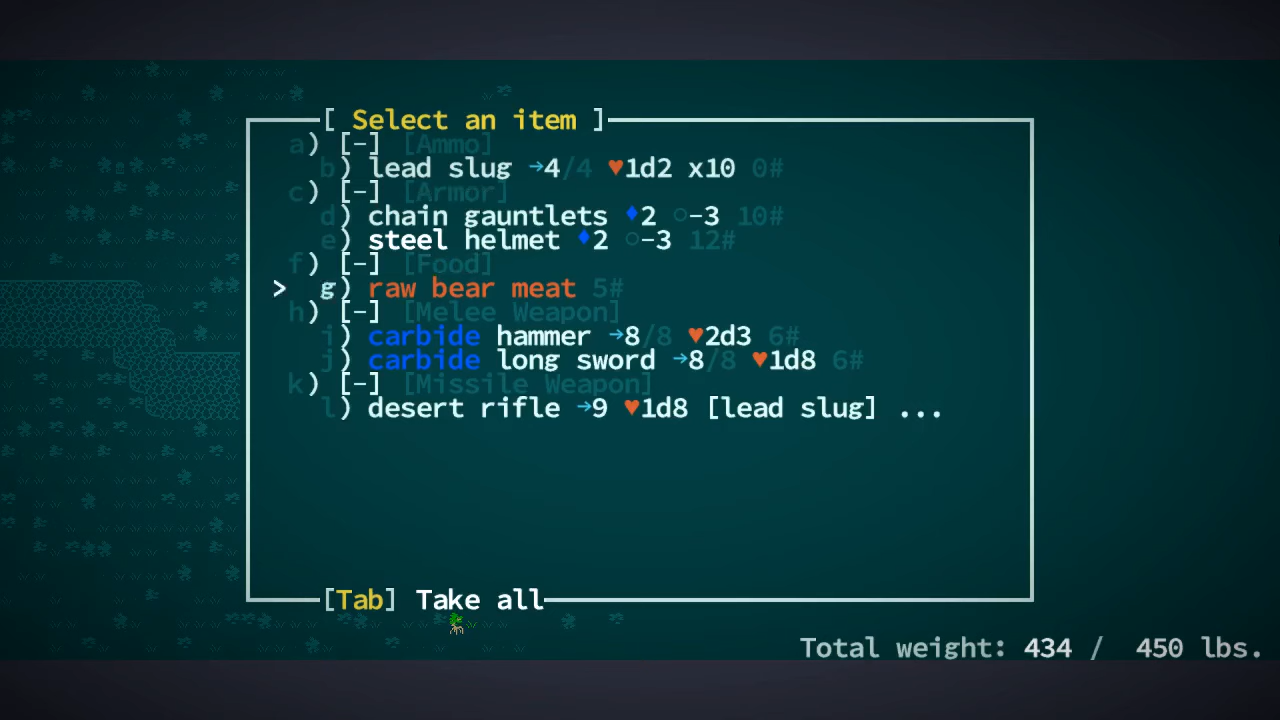 [ Select an item ]
a) [-] [Ammo]
b) lead slug →4/4 ♥1d2 x10 0#
c) [-] [Armor]
d) chain gauntlets ♦2 ○-3 10#
e) steel helmet ♦2 ○-3 12#
f) [-] [Food]
> g) raw bear meat 5#
h) [-] [Melee Weapon]
i) carbide hammer →8/8 ♥2d3 6#
j) carbide long sword →8/8 ♥1d8 6#
k) [-] [Missile Weapon]
l) desert rifle →9 ♥1d8 [lead slug] ...
[Tab] Take all
Total weight: 434 / 450 lbs.